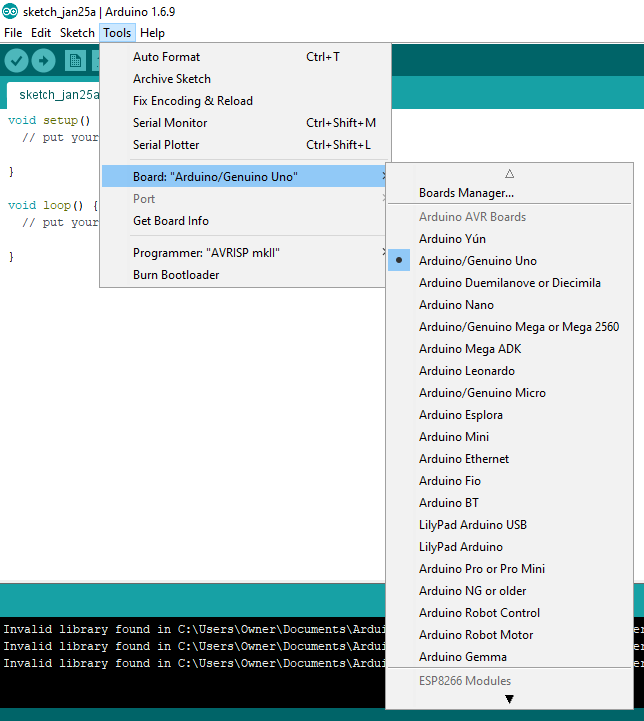 sketch_jan25a | Arduino 1.6.9
File Edit Sketch Tools Help
sketch_jan25a
void setup()
// put your
}
void loop() {
// put your
}
Auto Format Ctrl+T
Archive Sketch
Fix Encoding & Reload
Serial Monitor Ctrl+Shift+M
Serial Plotter Ctrl+Shift+L
Board: "Arduino/Genuino Uno"
Port
Get Board Info
Programmer: "AVRISP mkII"
Burn Bootloader
Boards Manager...
Arduino AVR Boards
Arduino Yún
Arduino/Genuino Uno
Arduino Duemilanove or Diecimila
Arduino Nano
Arduino/Genuino Mega or Mega 2560
Arduino Mega ADK
Arduino Leonardo
Arduino/Genuino Micro
Arduino Esplora
Arduino Mini
Arduino Ethernet
Arduino Fio
Arduino BT
LilyPad Arduino USB
LilyPad Arduino
Arduino Pro or Pro Mini
Arduino NG or older
Arduino Robot Control
Arduino Robot Motor
Arduino Gemma
ESP8266 Modules
Invalid library found in C:\Users\Owner\Documents\Ardui
Invalid library found in C:\Users\Owner\Documents\Ardui
Invalid library found in C:\Users\Owner\Documents\Ardui